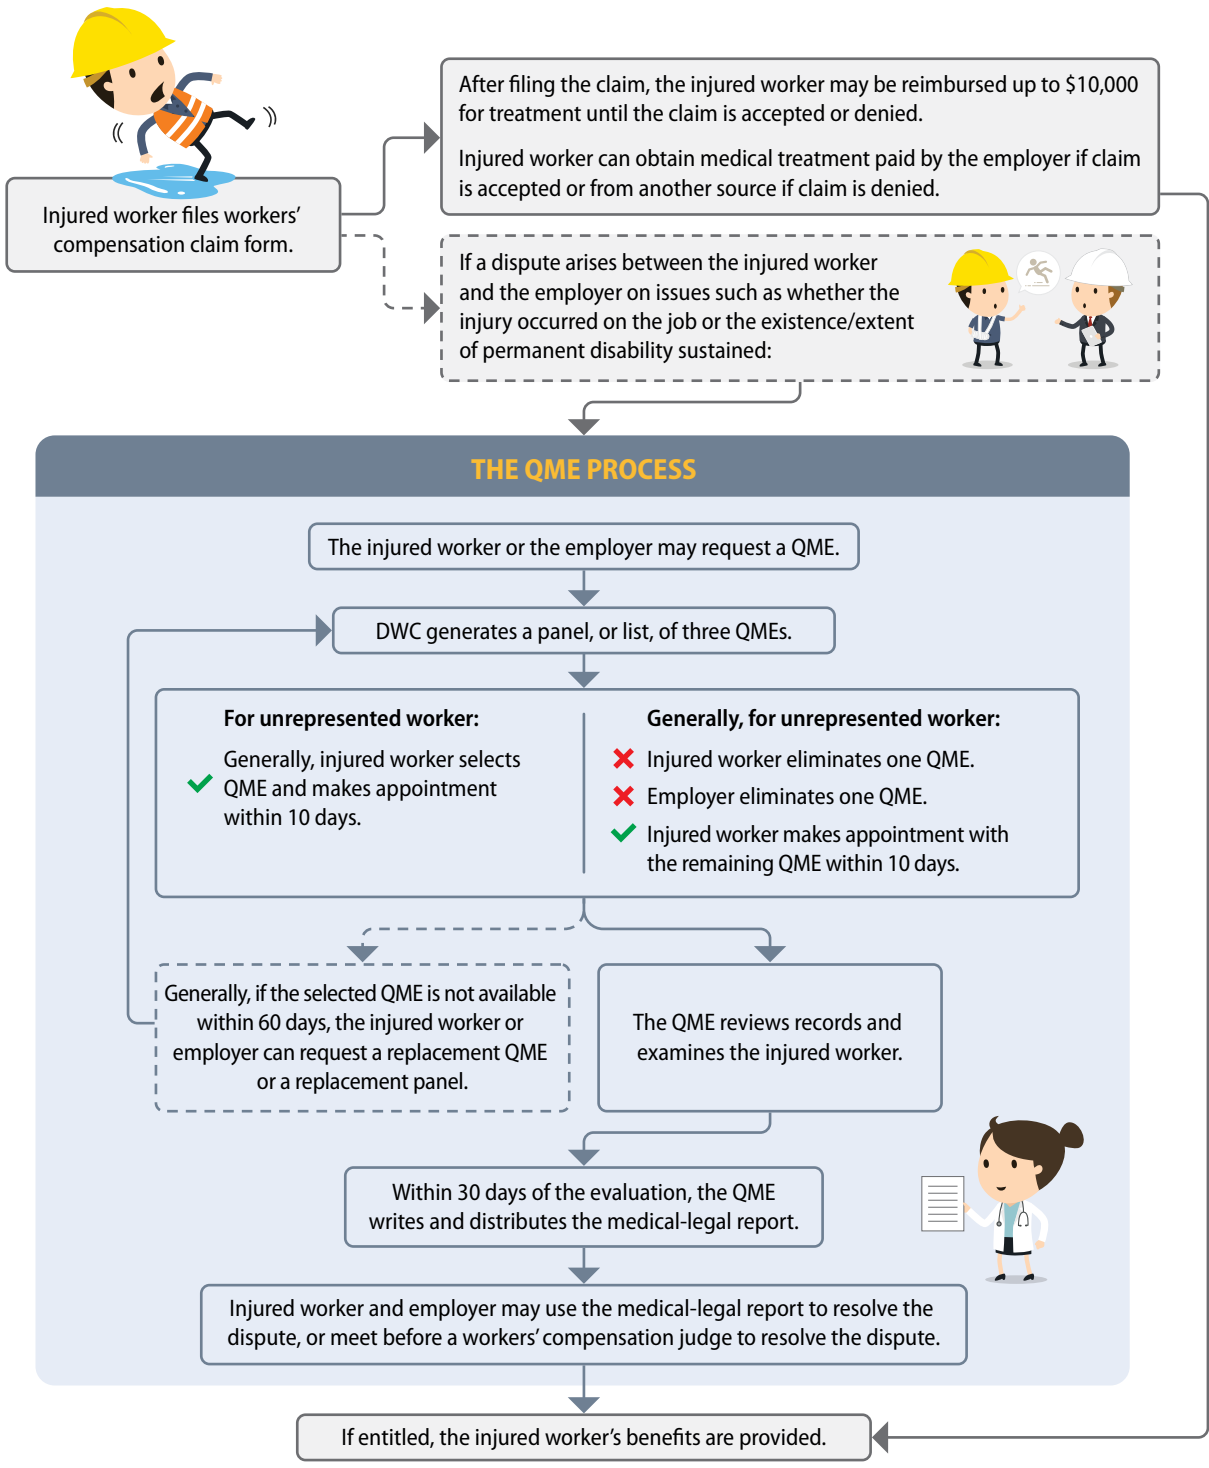 After filing the claim, the injured worker may be reimbursed up to $10,000
for treatment until the claim is accepted or denied.
Injured worker can obtain medical treatment paid by the employer if claim
is accepted or from another source if claim is denied.
Injured worker files workers’
compensation claim form.
If a dispute arises between the injured worker
and the employer on issues such as whether the
injury occurred on the job or the existence/extent
of permanent disability sustained:
THE QME PROCESS
The injured worker or the employer may request a QME.
DWC generates a panel, or list, of three QMEs.
For unrepresented worker:
Generally, injured worker selects
QME and makes appointment
within 10 days.
Generally, for unrepresented worker:
Injured worker eliminates one QME.
Employer eliminates one QME.
Injured worker makes appointment with
the remaining QME within 10 days.
Generally, if the selected QME is not available
within 60 days, the injured worker or
employer can request a replacement QME
or a replacement panel.
The QME reviews records and
examines the injured worker.
Within 30 days of the evaluation, the QME
writes and distributes the medical-legal report.
Injured worker and employer may use the medical-legal report to resolve the
dispute, or meet before a workers’ compensation judge to resolve the dispute.
If entitled, the injured worker’s benefits are provided.